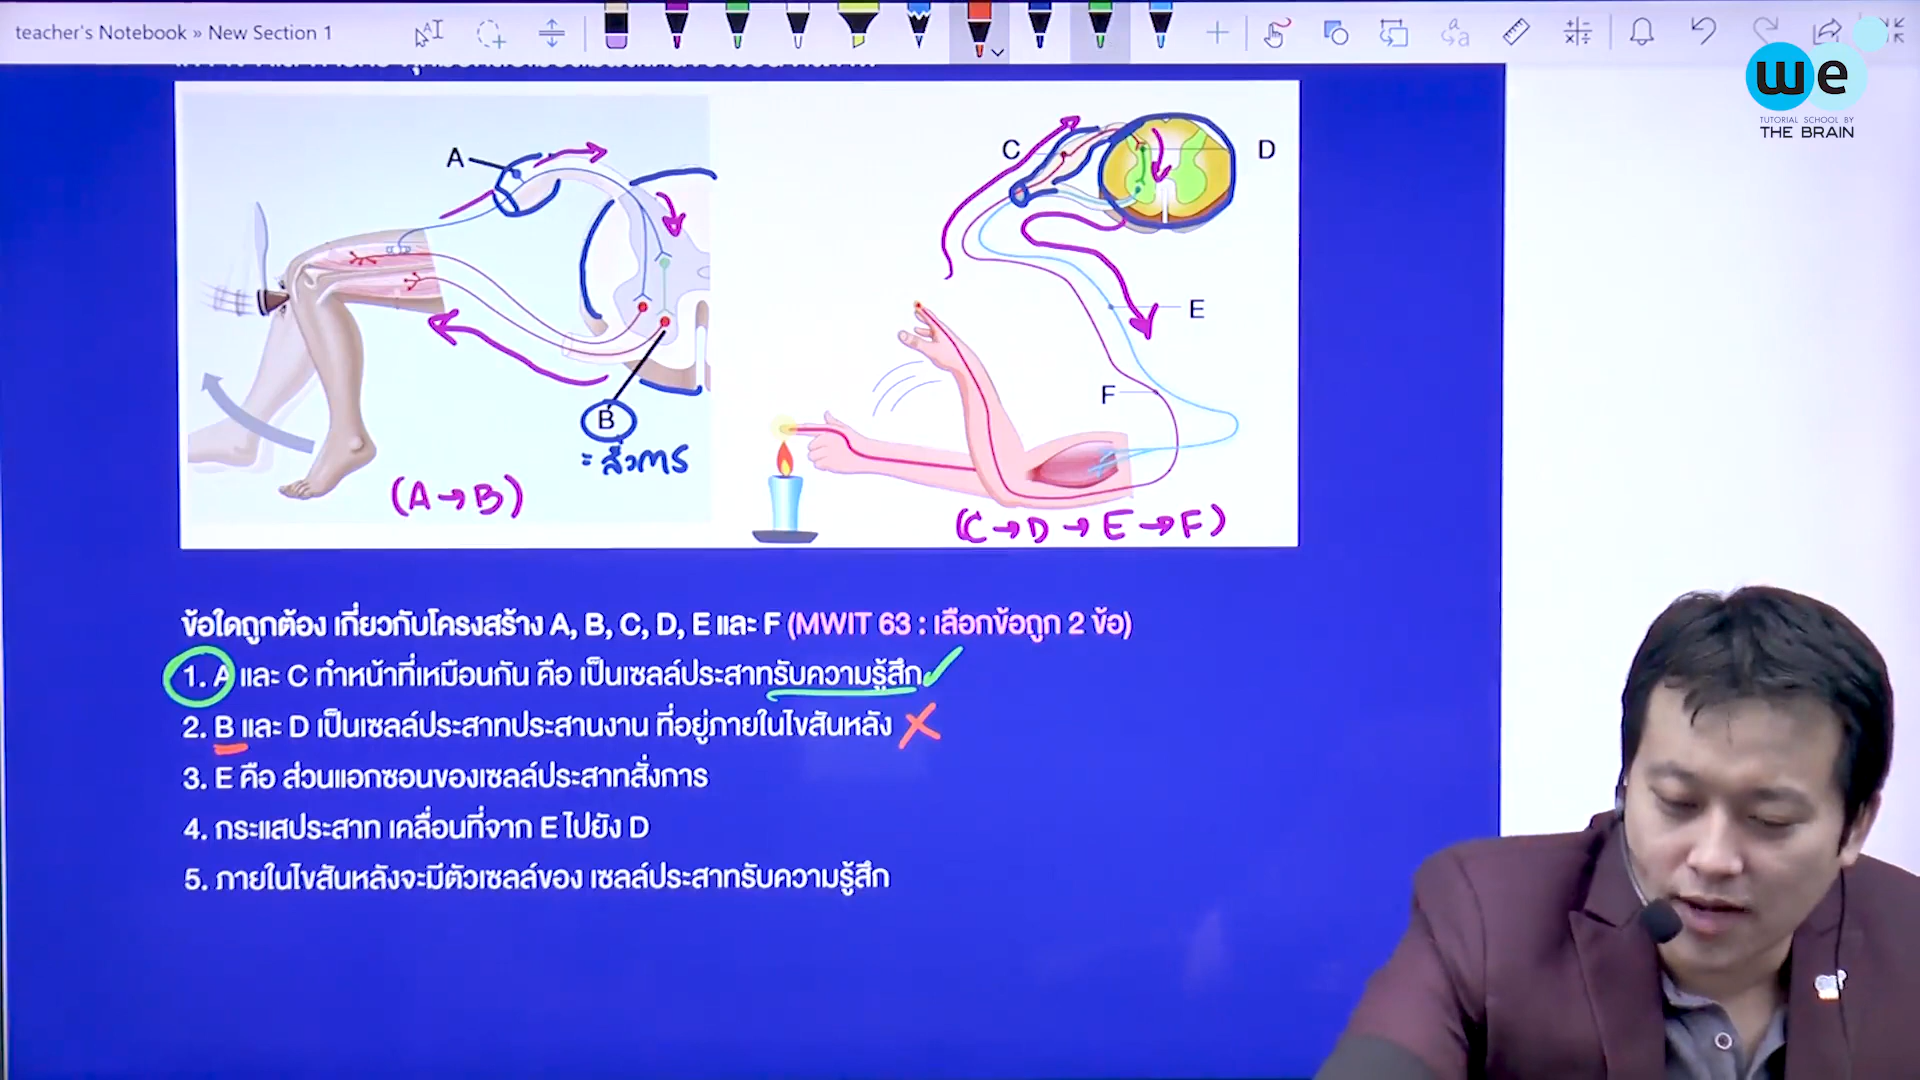 teacher's Notebook » New Section 1
we
TUTORIAL SCHOOL BY
THE BRAIN
A
C
D
E
B
F
= สั่งการ
(A→B)
(C→D→E→F)
ข้อใดถูกต้อง เกี่ยวกับโครงสร้าง A, B, C, D, E และ F (MWIT 63 : เลือกข้อถูก 2 ข้อ)
1. A และ C ทำหน้าที่เหมือนกัน คือ เป็นเซลล์ประสาทรับความรู้สึก
2. B และ D เป็นเซลล์ประสาทประสานงาน ที่อยู่ภายในไขสันหลัง
3. E คือ ส่วนแอกซอนของเซลล์ประสาทสั่งการ
4. กระแสประสาท เคลื่อนที่จาก E ไปยัง D
5. ภายในไขสันหลังจะมีตัวเซลล์ของ เซลล์ประสาทรับความรู้สึก